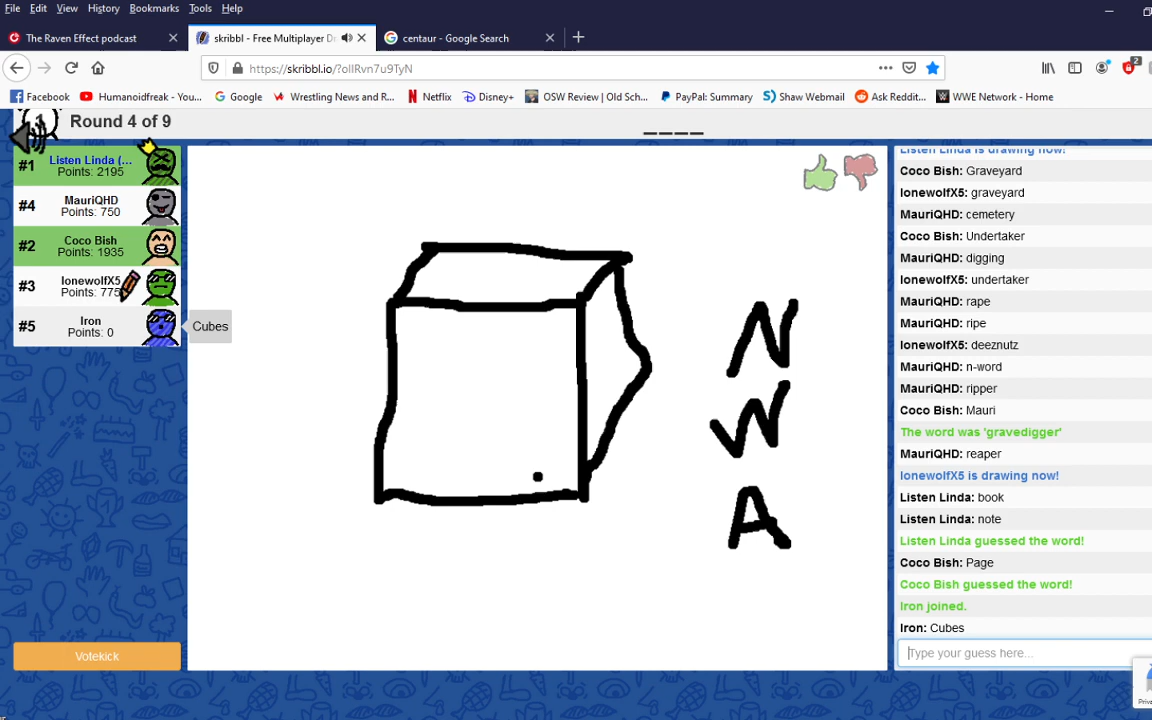 File Edit View History Bookmarks Tools Help
The Raven Effect podcast
skribbl - Free Multiplayer D
centaur - Google Search
https://skribbl.io/?olIRvn7u9TyN
2
Facebook
Humanoidfreak - You...
Google
Wrestling News and R...
Netflix
Disney+
OSW Review | Old Sch...
PayPal: Summary
Shaw Webmail
Ask Reddit...
WWE Network - Home
1
Round 4 of 9
_ _ _ _
#1 Listen Linda (...
Points: 2195
#4 MauriQHD
Points: 750
#2 Coco Bish
Points: 1935
#3 lonewolfX5
Points: 775
#5 Iron
Points: 0
Cubes
Votekick
N
W
A
Listen Linda is drawing now!
Coco Bish: Graveyard
lonewolfX5: graveyard
MauriQHD: cemetery
Coco Bish: Undertaker
MauriQHD: digging
lonewolfX5: undertaker
MauriQHD: rape
MauriQHD: ripe
lonewolfX5: deeznutz
MauriQHD: n-word
MauriQHD: ripper
Coco Bish: Mauri
The word was 'gravedigger'
MauriQHD: reaper
lonewolfX5 is drawing now!
Listen Linda: book
Listen Linda: note
Listen Linda guessed the word!
Coco Bish: Page
Coco Bish guessed the word!
Iron joined.
Iron: Cubes
Type your guess here...